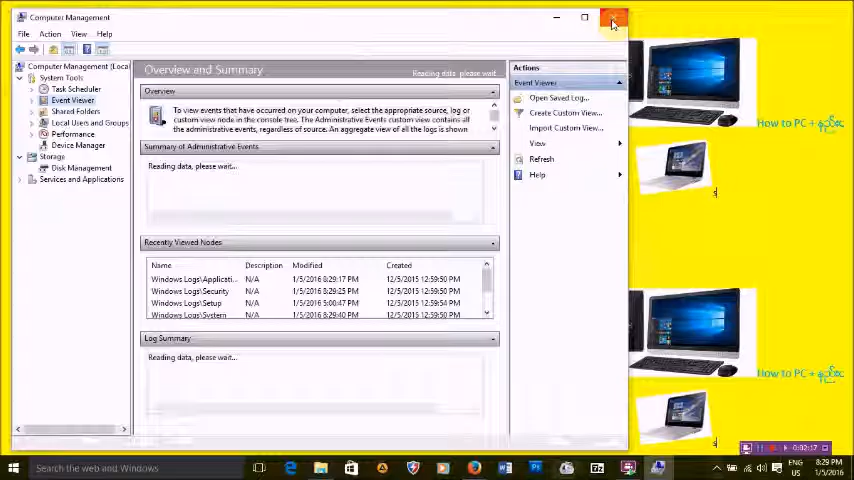 Computer Management
File Action View Help
Computer Management (Local
System Tools
Task Scheduler
Event Viewer
Shared Folders
Local Users and Groups
Performance
Device Manager
Storage
Disk Management
Services and Applications
Overview and Summary
Reading data, please wait...
Overview
To view events that have occurred on your computer, select the appropriate source, log or
custom view node in the console tree. The Administrative Events custom view contains
all the administrative events, regardless of source. An aggregate view of all the logs is shown
Summary of Administrative Events
Reading data, please wait...
Recently Viewed Nodes
Name Description Modified Created
Windows Logs\Applicati... N/A 1/5/2016 8:29:17 PM 12/5/2015 12:59:50 PM
Windows Logs\Security N/A 1/5/2016 8:29:25 PM 12/5/2015 12:59:50 PM
Windows Logs\Setup N/A 1/5/2016 5:00:47 PM 12/5/2015 12:59:54 PM
Windows Logs\System N/A 1/5/2016 8:29:40 PM 12/5/2015 12:59:50 PM
Log Summary
Reading data, please wait...
Actions
Event Viewer
Open Saved Log...
Create Custom View...
Import Custom View...
View
Refresh
Help
How to PC + နည်း
s
How to PC + နည်း
s
0:02:17
Search the web and Windows
ENG 8:29 PM
US 1/5/2016